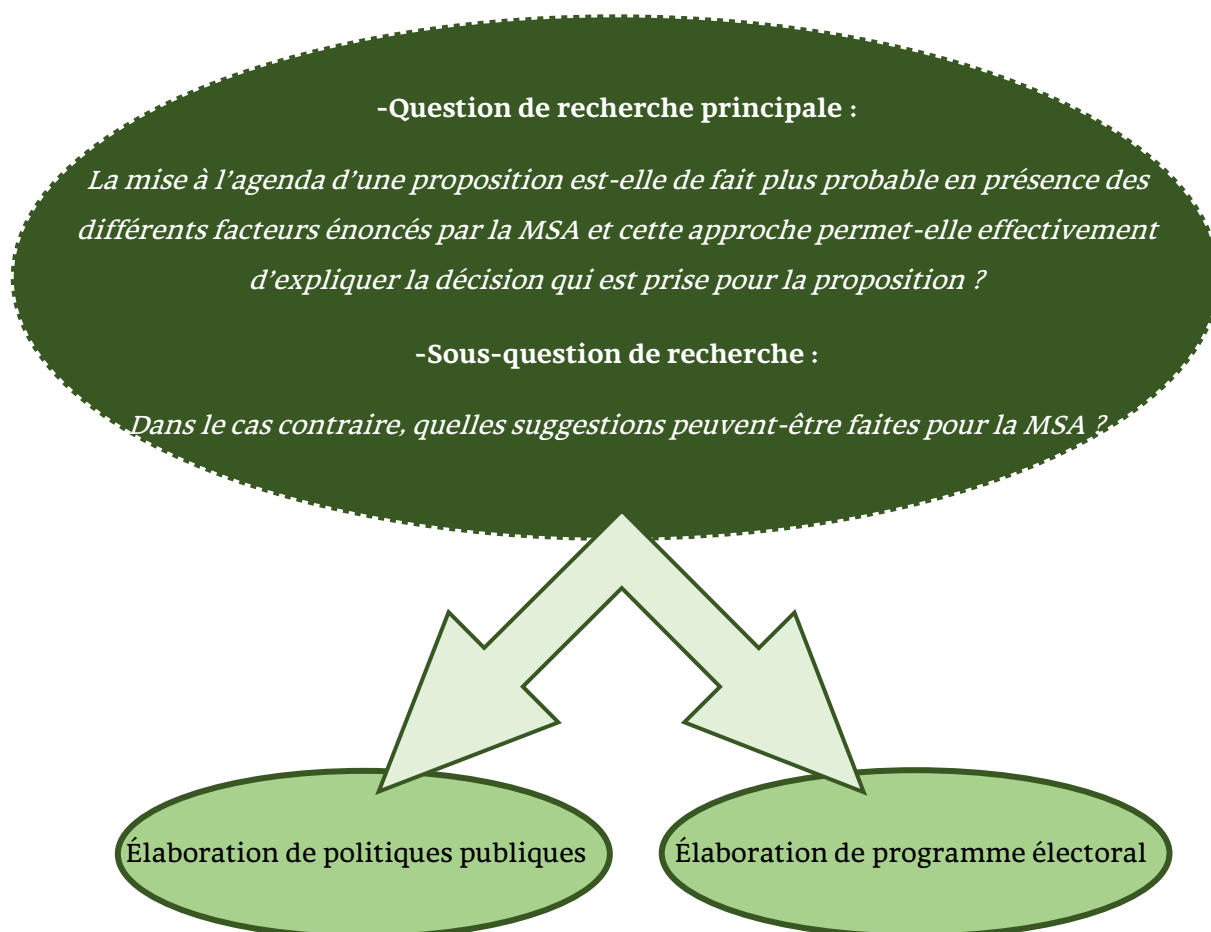 -Question de recherche principale :
La mise à l’agenda d’une proposition est-elle de fait plus probable en présence des
différents facteurs énoncés par la MSA et cette approche permet-elle effectivement
d’expliquer la décision qui est prise pour la proposition ?
-Sous-question de recherche :
Dans le cas contraire, quelles suggestions peuvent-être faites pour la MSA ?
Élaboration de politiques publiques
Élaboration de programme électoral